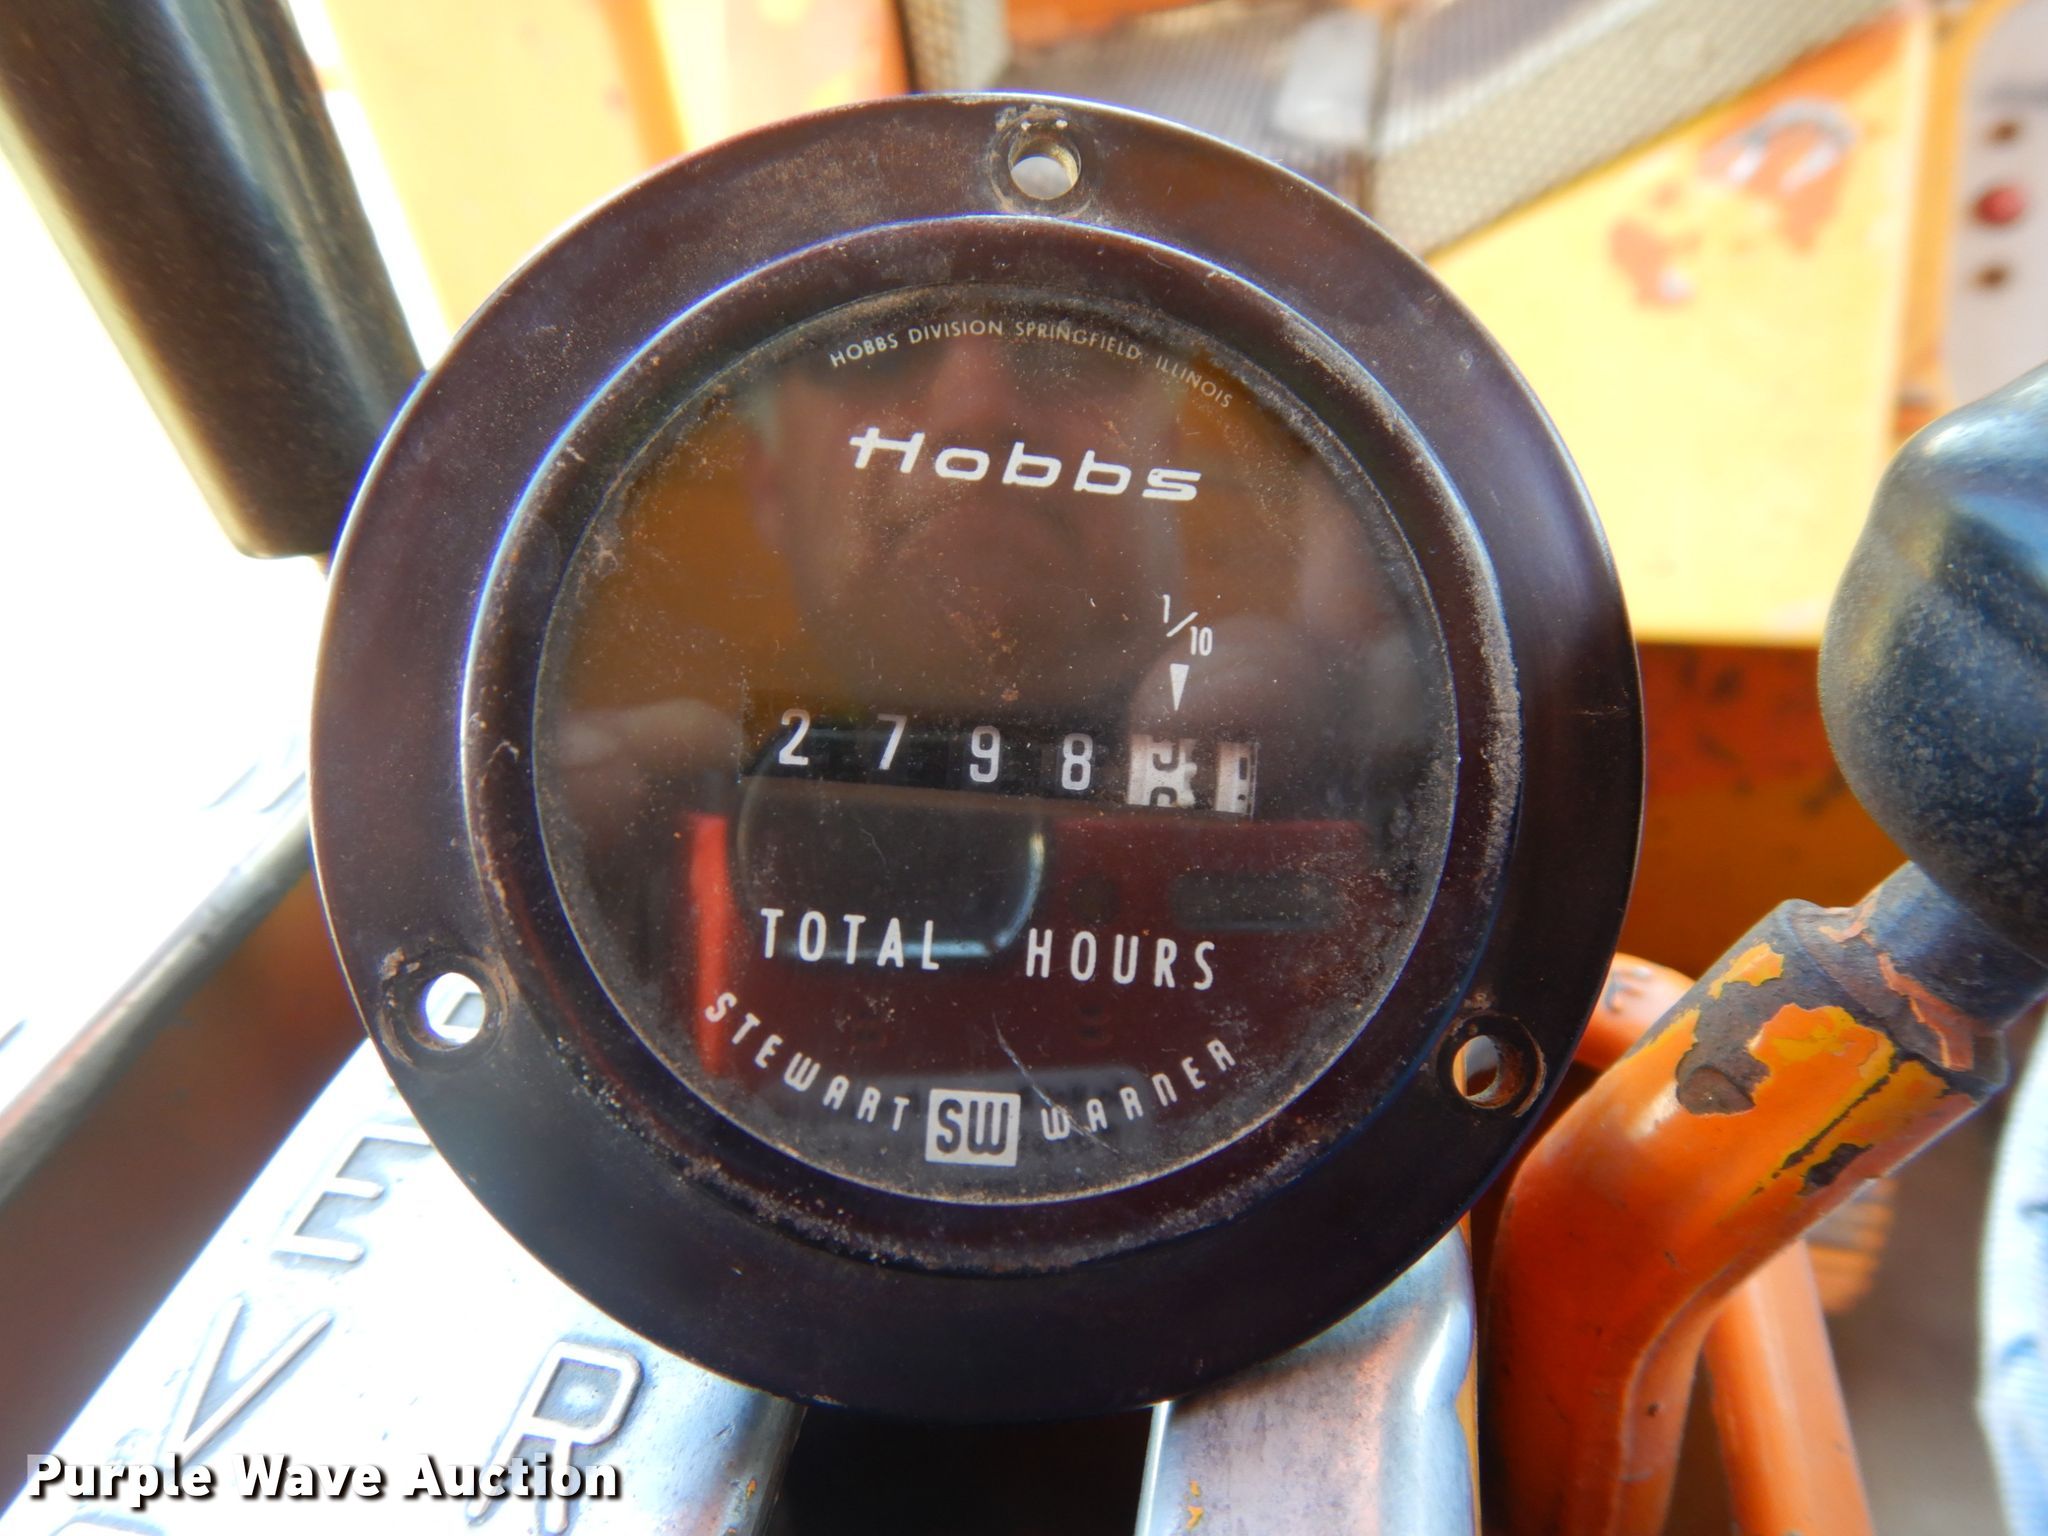 HOBBS DIVISION SPRINGFIELD, ILLINOIS
Hobbs
1/10
2798
TOTAL HOURS
STEWART SW WARNER
E
V
R
Purple Wave Auction